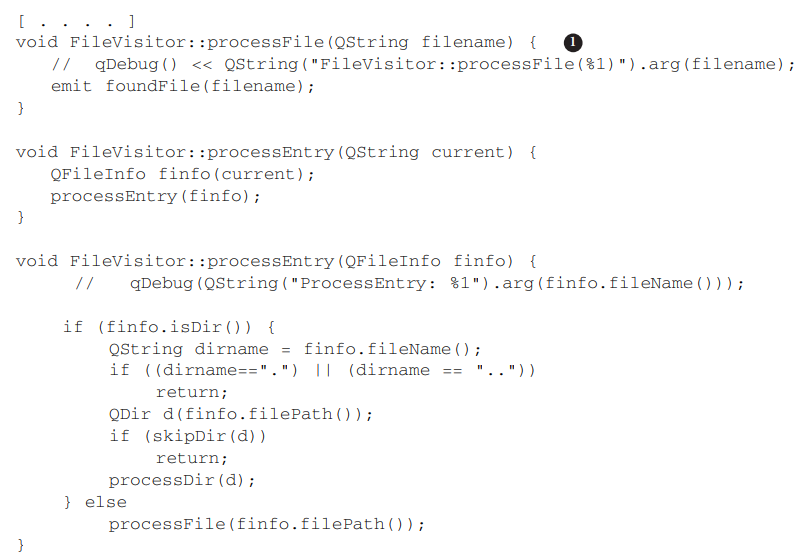 [ . . . . ]
void FileVisitor::processFile(QString filename) { 1
// qDebug() << QString("FileVisitor::processFile(%1)").arg(filename);
emit foundFile(filename);
}
void FileVisitor::processEntry(QString current) {
QFileInfo finfo(current);
processEntry(finfo);
}
void FileVisitor::processEntry(QFileInfo finfo) {
// qDebug(QString("ProcessEntry: %1").arg(finfo.fileName()));
if (finfo.isDir()) {
QString dirname = finfo.fileName();
if ((dirname==".") || (dirname == ".."))
return;
QDir d(finfo.filePath());
if (skipDir(d))
return;
processDir(d);
} else
processFile(finfo.filePath());
}